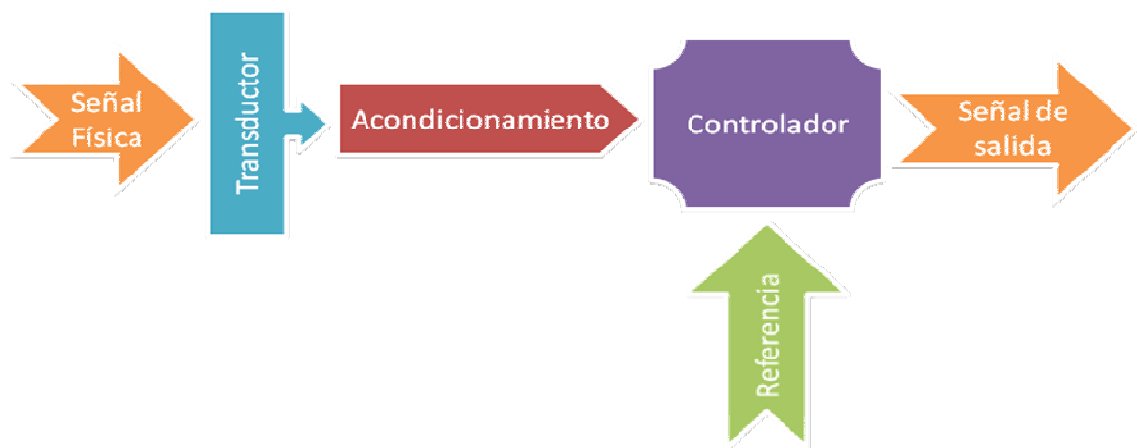 Señal
Física
Transductor
Acondicionamiento
Controlador
Señal de
salida
Referencia